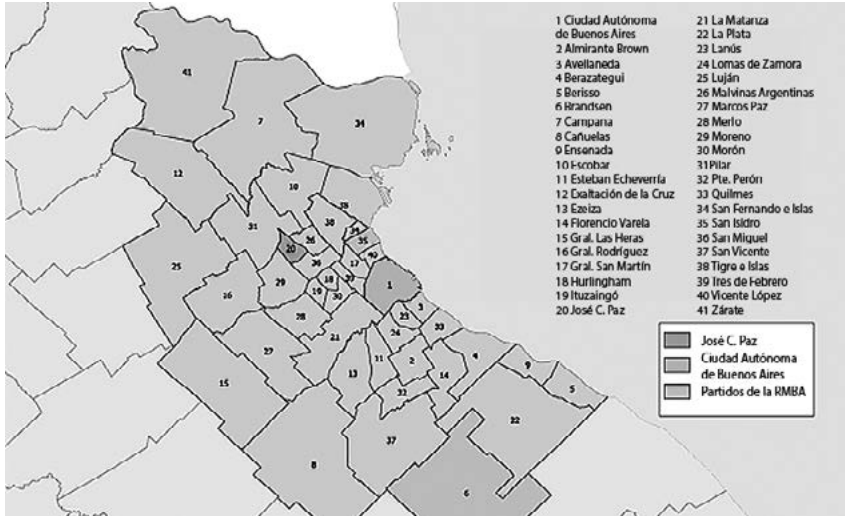 1 Ciudad Autónoma
de Buenos Aires
2 Almirante Brown
3 Avellaneda
4 Berazategui
5 Berisso
6 Brandsen
7 Campana
8 Cañuelas
9 Ensenada
10 Escobar
11 Esteban Echeverría
12 Exaltación de la Cruz
13 Ezeiza
14 Florencio Varela
15 Gral. Las Heras
16 Gral. Rodríguez
17 Gral. San Martín
18 Hurlingham
19 Ituzaingó
20 José C. Paz
21 La Matanza
22 La Plata
23 Lanús
24 Lomas de Zamora
25 Luján
26 Malvinas Argentinas
27 Marcos Paz
28 Merlo
29 Moreno
30 Morón
31 Pilar
32 Pte. Perón
33 Quilmes
34 San Fernando e Islas
35 San Isidro
36 San Miguel
37 San Vicente
38 Tigre e Islas
39 Tres de Febrero
40 Vicente López
41 Zárate
José C. Paz
Ciudad Autónoma
de Buenos Aires
Partidos de la RMBA
41
7
34
12
10
31
20
17
40
25
16
29
18
19
30
1
28
21
23
3
33
27
13
11
2
14
4
9
5
15
32
37
8
6